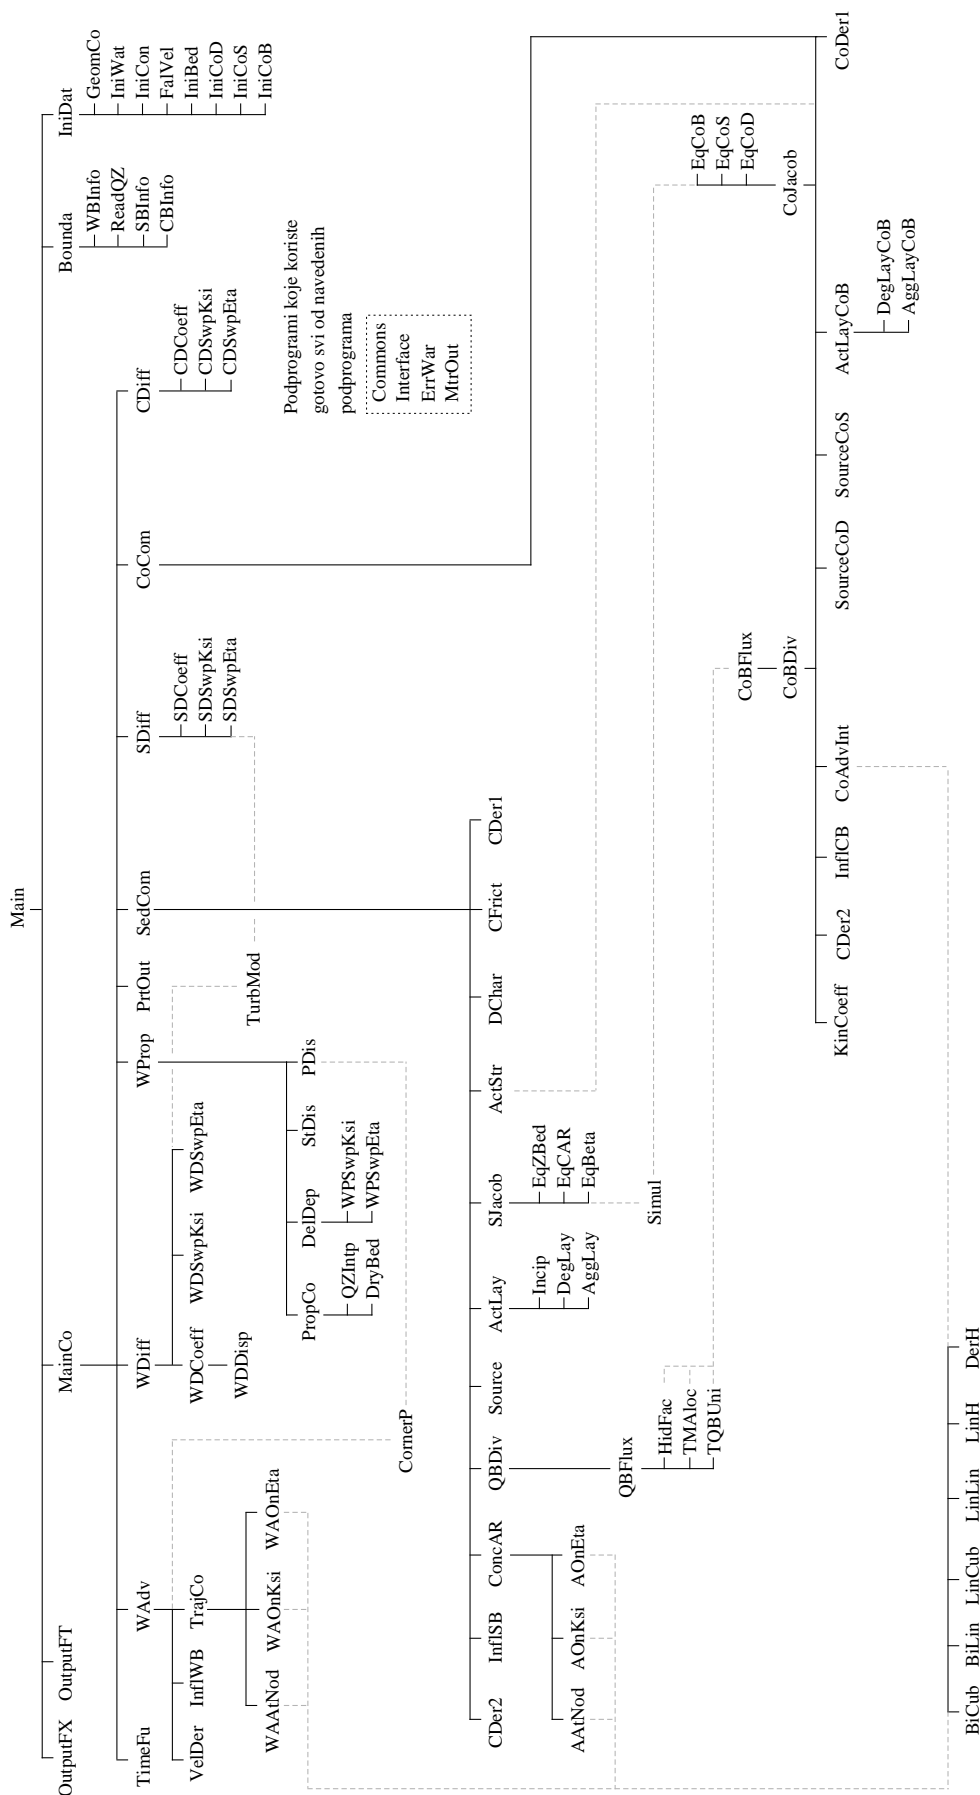 Main
OutputFX
OutputFT
MainCo
Bounda
IniDat
WBInfo
ReadQZ
SBInfo
CBInfo
GeomCo
IniWat
IniCon
FalVel
IniBed
IniCoD
IniCoS
IniCoB
TimeFu
WAdv
WDiff
WProp
PrtOut
SedCom
SDiff
CoCom
CDiff
VelDer
InflWB
TrajCo
WDCoeff
WDSwpKsi
WDSwpEta
WDDisp
SDCoeff
SDSwpKsi
SDSwpEta
CDCoeff
CDSwpKsi
CDSwpEta
TurbMod
WAAtNod
WAOnKsi
WAOnEta
PropCo
DelDep
StDis
PDis
QZIntp
DryBed
WPSwpKsi
WPSwpEta
Podprogrami koje koriste
gotovo svi od navedenih
podprograma
Commons
Interface
ErrWar
MtrOut
CornerP
CDer2
InflSB
ConcAR
QBDiv
Source
ActLay
SJacob
ActStr
DChar
CFrict
CDer1
AAtNod
AOnKsi
AOnEta
Incip
DegLay
AggLay
EqZBed
EqCAR
EqBeta
QBFlux
Simul
HidFac
TMAloc
TQBUni
EqCoB
EqCoS
EqCoD
CoBFlux
CoBDiv
CoJacob
KinCoeff
CDer2
InflCB
CoAdvInt
SourceCoD
SourceCoS
ActLayCoB
CoDer1
DegLayCoB
AggLayCoB
BiCub
BiLin
LinCub
LinLin
LinH
DerH